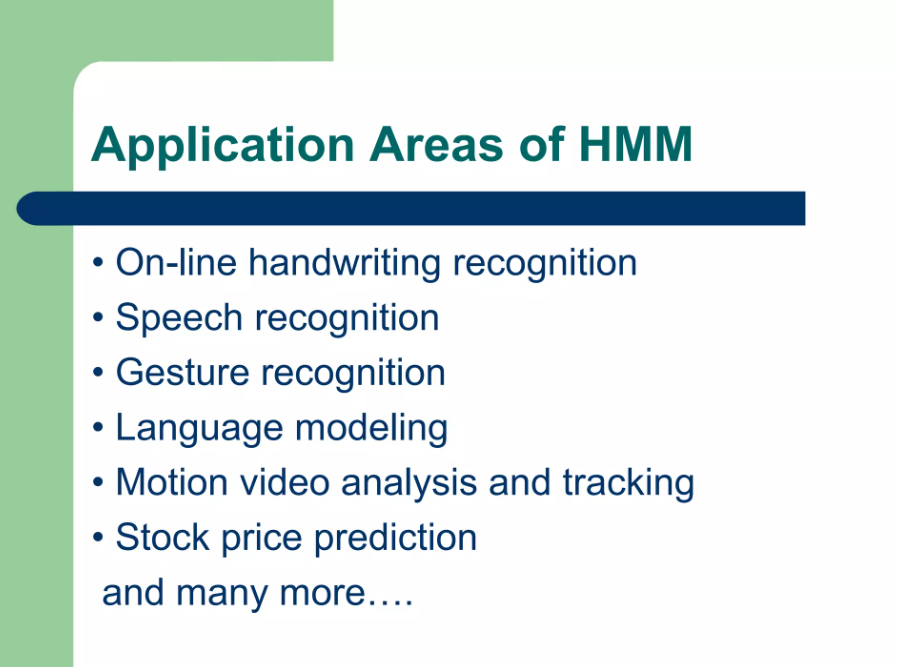 Application Areas of HMM
• On-line handwriting recognition
• Speech recognition
• Gesture recognition
• Language modeling
• Motion video analysis and tracking
• Stock price prediction
and many more….